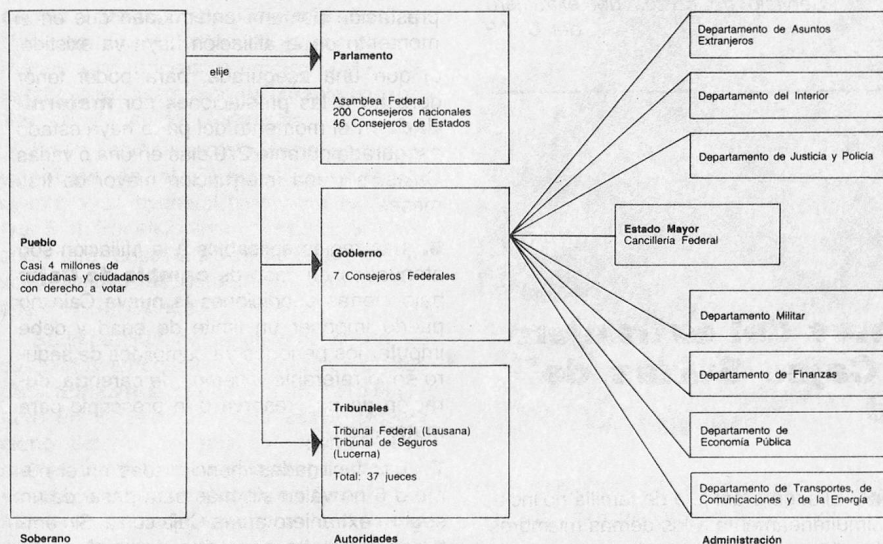 elije
Parlamento
Asamblea Federal
200 Consejeros nacionales
46 Consejeros de Estados
Pueblo
Casi 4 millones de
ciudadanas y ciudadanos
con derecho a votar
Gobierno
7 Consejeros Federales
Tribunales
Tribunal Federal (Lausana)
Tribunal de Seguros
(Lucerna)
Total: 37 jueces
Departamento de Asuntos
Extranjeros
Departamento del Interior
Departamento de Justicia y Policía
Estado Mayor
Cancillería Federal
Departamento Militar
Departamento de Finanzas
Departamento de
Economía Pública
Departamento de Transportes, de
Comunicaciones y de la Energía
Soberano
Autoridades
Administración